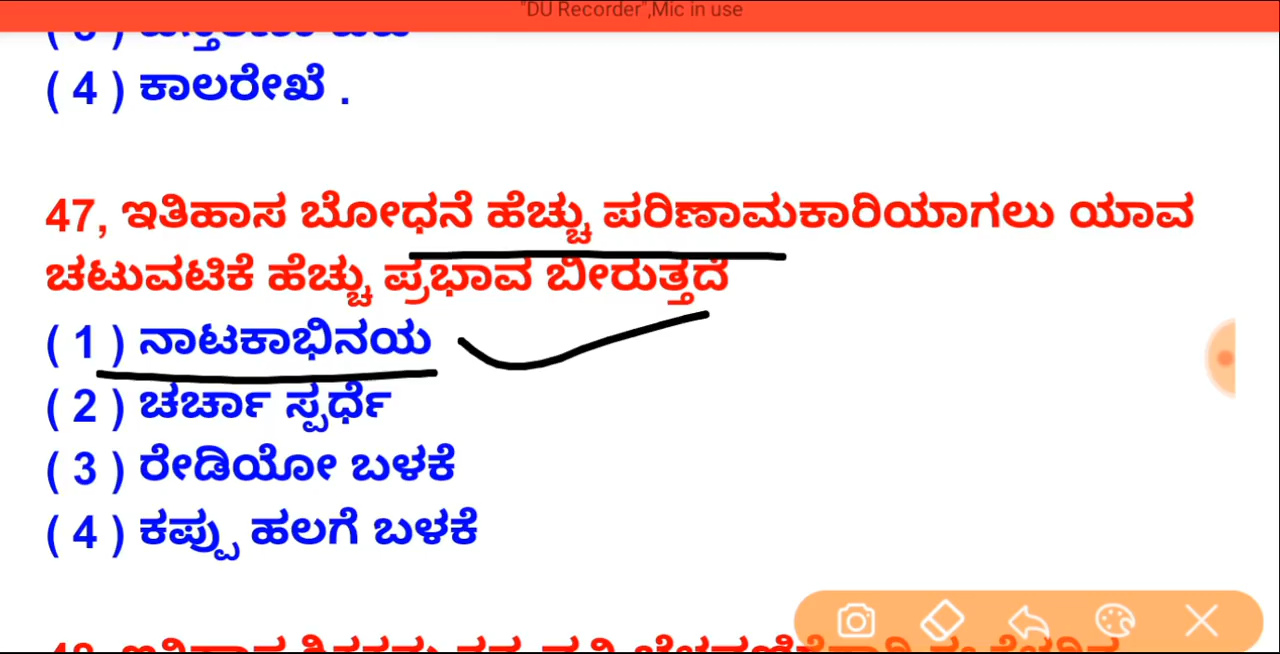 "DU Recorder",Mic in use
( 4 ) ಕಾಲರೇಖೆ .
47, ಇತಿಹಾಸ ಬೋಧನೆ ಹೆಚ್ಚು ಪರಿಣಾಮಕಾರಿಯಾಗಲು ಯಾವ
ಚಟುವಟಿಕೆ ಹೆಚ್ಚು ಪ್ರಭಾವ ಬೀರುತ್ತದೆ
( 1 ) ನಾಟಕಾಭಿನಯ
( 2 ) ಚರ್ಚಾ ಸ್ಪರ್ಧೆ
( 3 ) ರೇಡಿಯೋ ಬಳಕೆ
( 4 ) ಕಪ್ಪು ಹಲಗೆ ಬಳಕೆ